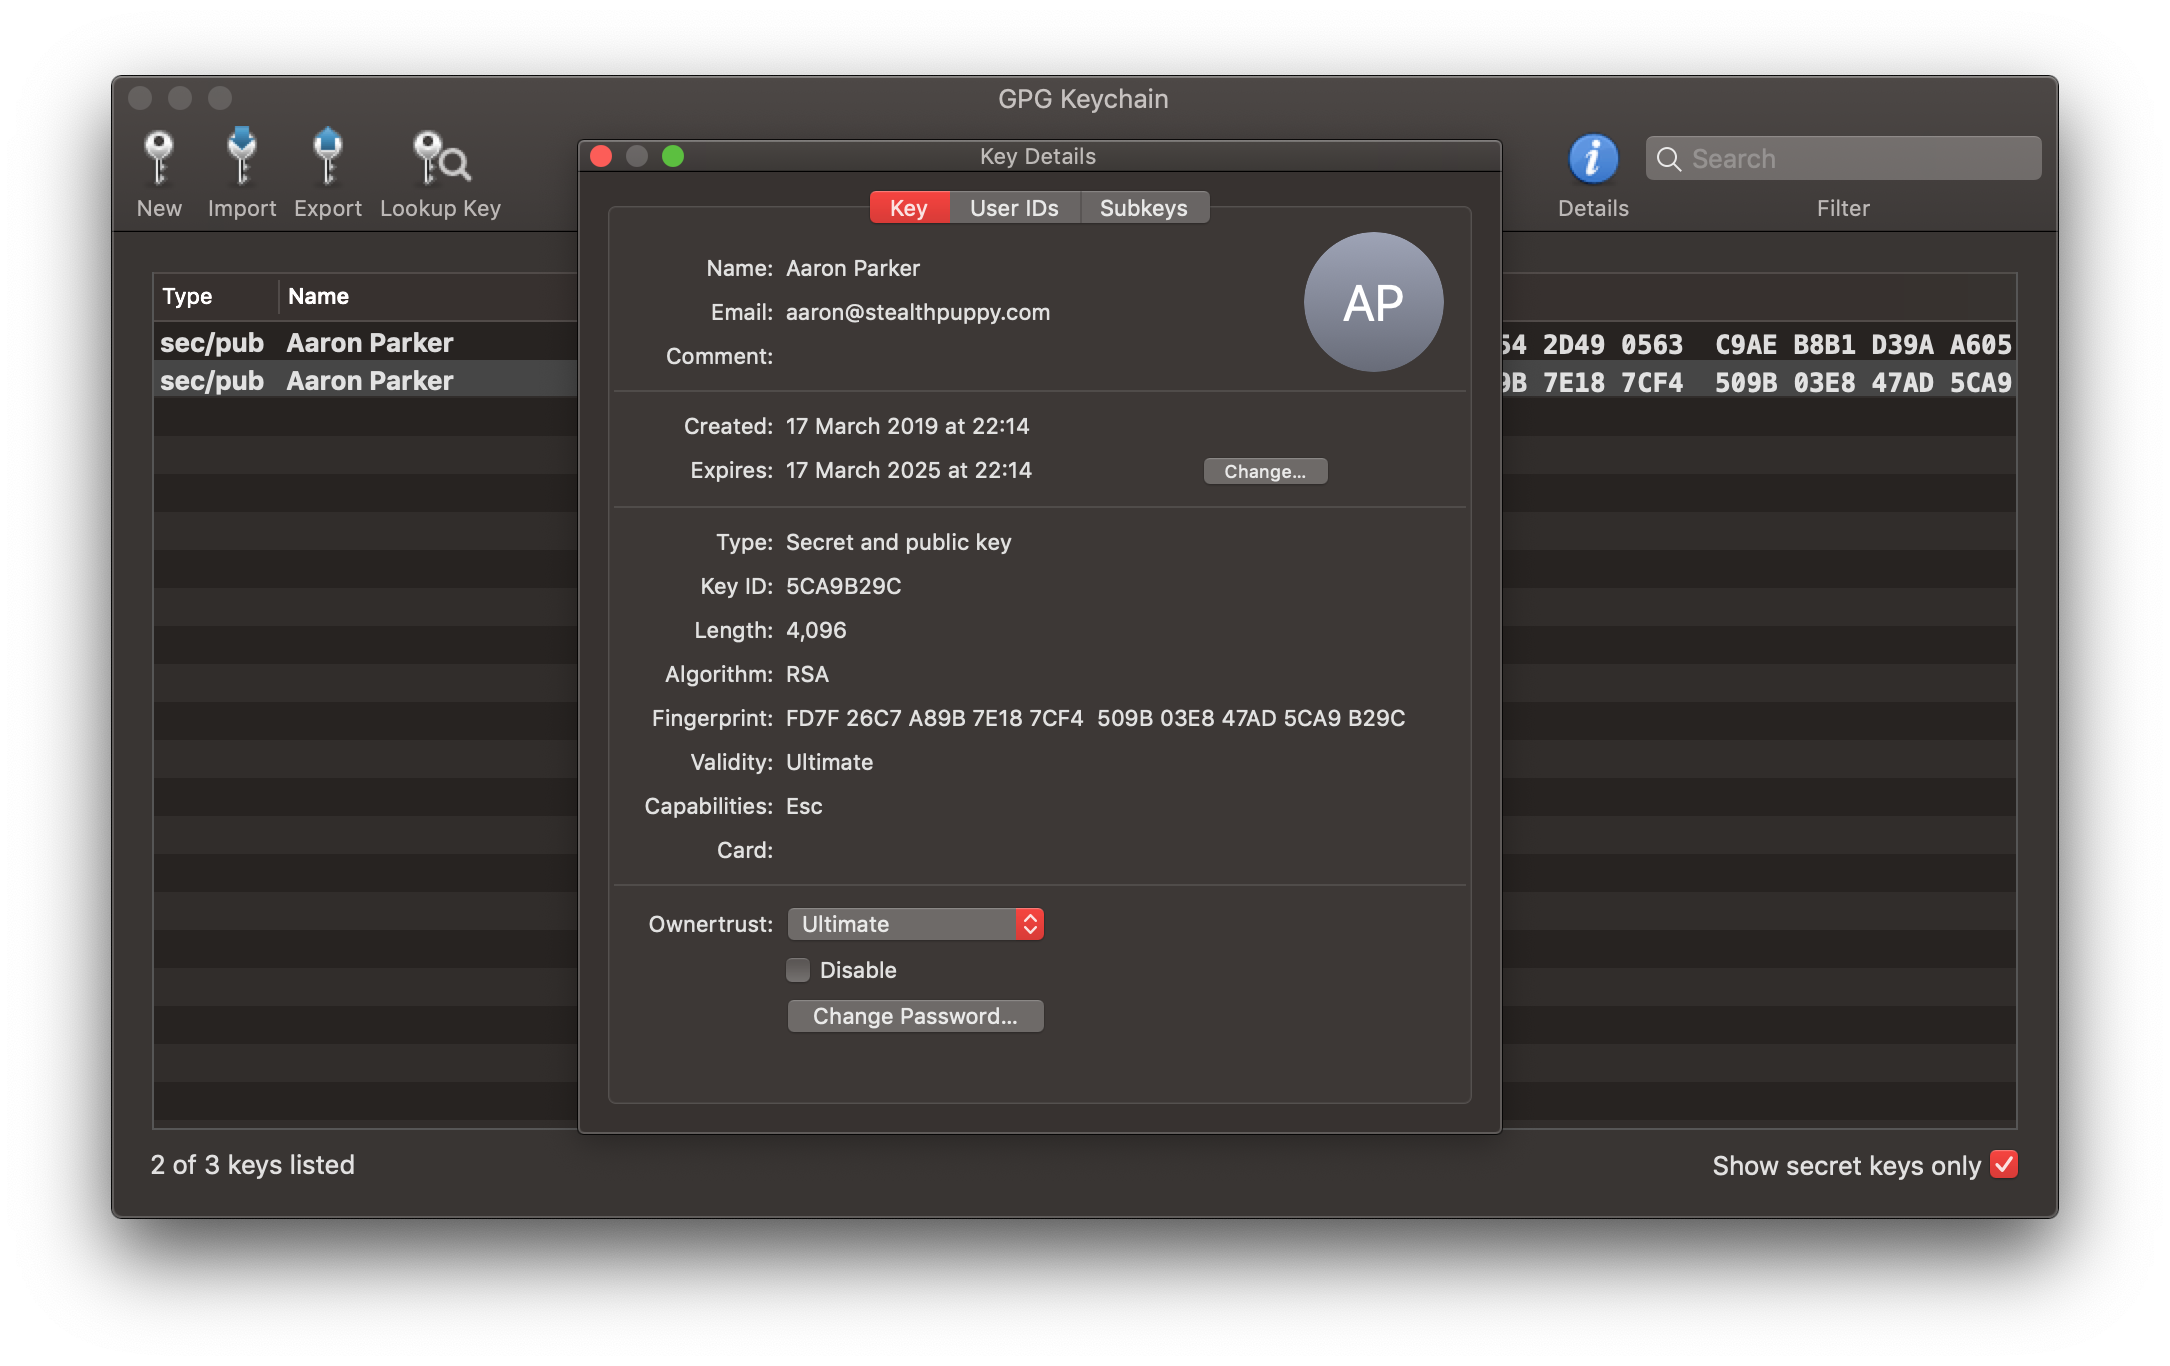 GPG Keychain
New
Import
Export
Lookup Key
Details
Search
Filter
Type
Name
sec/pub Aaron Parker
54 2D49 0563 C9AE B8B1 D39A A605
sec/pub Aaron Parker
9B 7E18 7CF4 509B 03E8 47AD 5CA9
Key Details
Key
User IDs
Subkeys
AP
Name: Aaron Parker
Email: aaron@stealthpuppy.com
Comment:
Created: 17 March 2019 at 22:14
Expires: 17 March 2025 at 22:14
Change...
Type: Secret and public key
Key ID: 5CA9B29C
Length: 4,096
Algorithm: RSA
Fingerprint: FD7F 26C7 A89B 7E18 7CF4  509B 03E8 47AD 5CA9 B29C
Validity: Ultimate
Capabilities: Esc
Card:
Ownertrust: Ultimate
Disable
Change Password...
2 of 3 keys listed
Show secret keys only